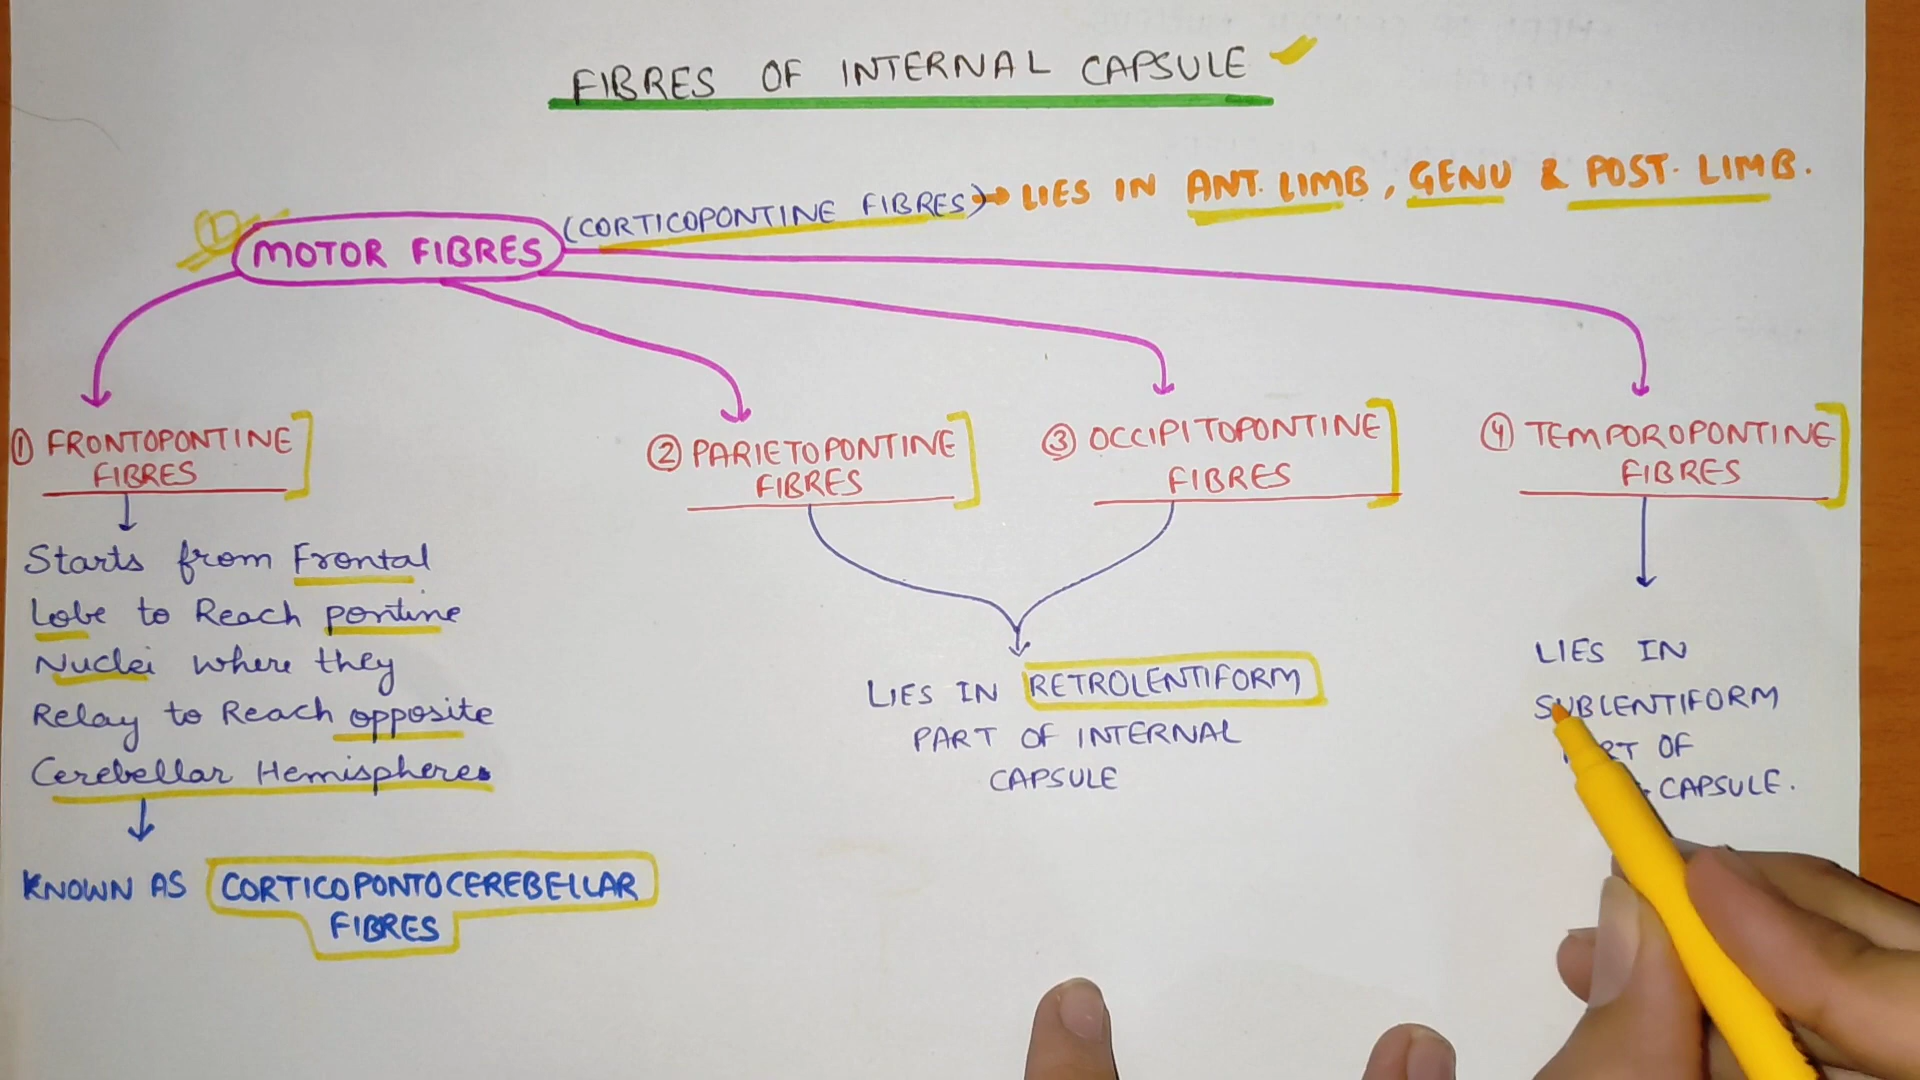 FIBRES OF INTERNAL CAPSULE
(CORTICOPONTINE FIBRES) → LIES IN ANT. LIMB, GENU & POST. LIMB.
① MOTOR FIBRES
① FRONTOPONTINE
FIBRES
Starts from Frontal
Lobe to Reach pontine
Nuclei where they
Relay to Reach opposite
Cerebellar Hemisphere.
KNOWN AS CORTICOPONTOCEREBELLAR
FIBRES
② PARIETOPONTINE
FIBRES
③ OCCIPITOPONTINE
FIBRES
LIES IN RETROLENTIFORM
PART OF INTERNAL
CAPSULE
④ TEMPOROPONTINE
FIBRES
LIES IN
SUBLENTIFORM
OF
CAPSULE.